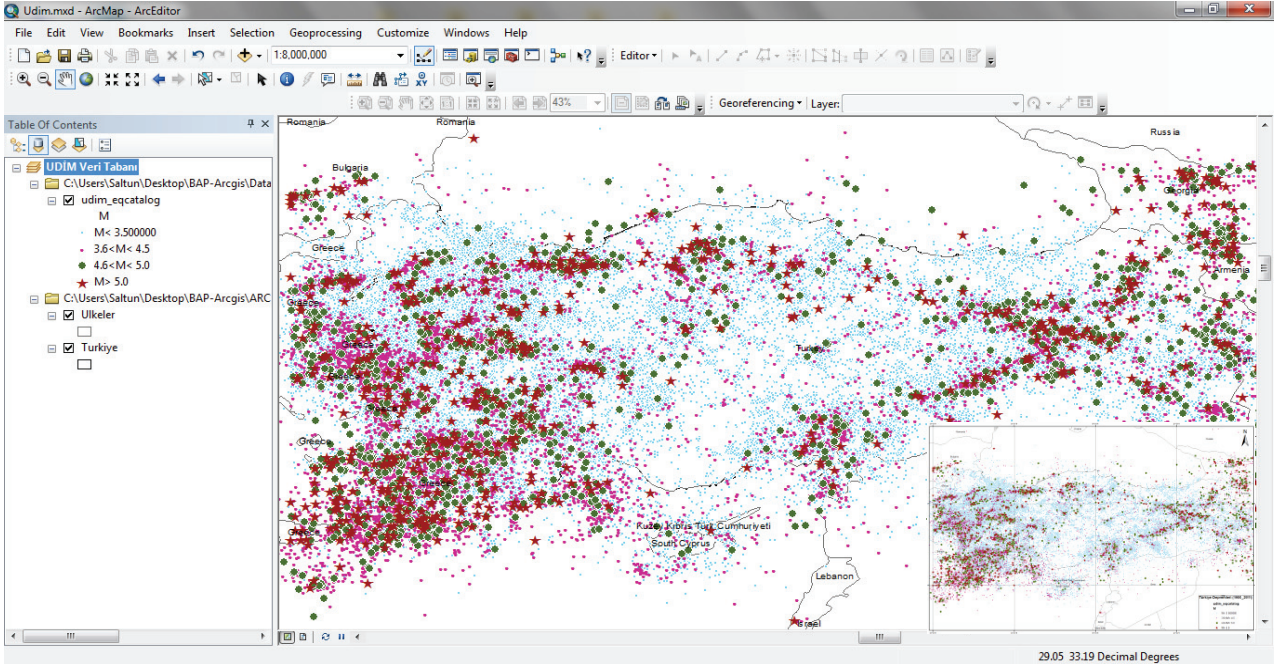 Udim.mxd - ArcMap - ArcEditor
File Edit View Bookmarks Insert Selection Geoprocessing Customize Windows Help
1:8,000,000
Editor
43%
Georeferencing
Layer:
Table Of Contents
UDİM Veri Tabanı
C:\Users\Saltun\Desktop\BAP-Arcgis\Data
udim_eqcatalog
M
M< 3.500000
3.6<M< 4.5
4.6<M< 5.0
M> 5.0
C:\Users\Saltun\Desktop\BAP-Arcgis\ARC
Ulkeler
Turkiye
Romania
Romania
Russia
Bulgaria
Georgia
Greece
Armenia
Greece
Greece
Turkey
Greece
Greece
Kuzey Kıbrıs Türk Cumhuriyeti
South Cyprus
Lebanon
Israel
29.05 33.19 Decimal Degrees